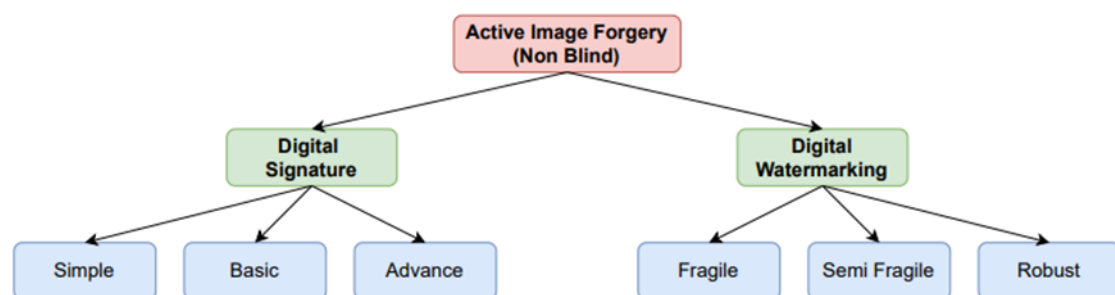 Active Image Forgery
(Non Blind)
Digital
Signature
Digital
Watermarking
Simple
Basic
Advance
Fragile
Semi Fragile
Robust